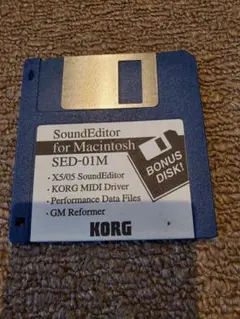 SoundEditor
for Macintosh
SED-01M
BONUS
DISK!
· X5/05 SoundEditor
· KORG MIDI Driver
· Performance Data Files
· GM Reformer
KORG